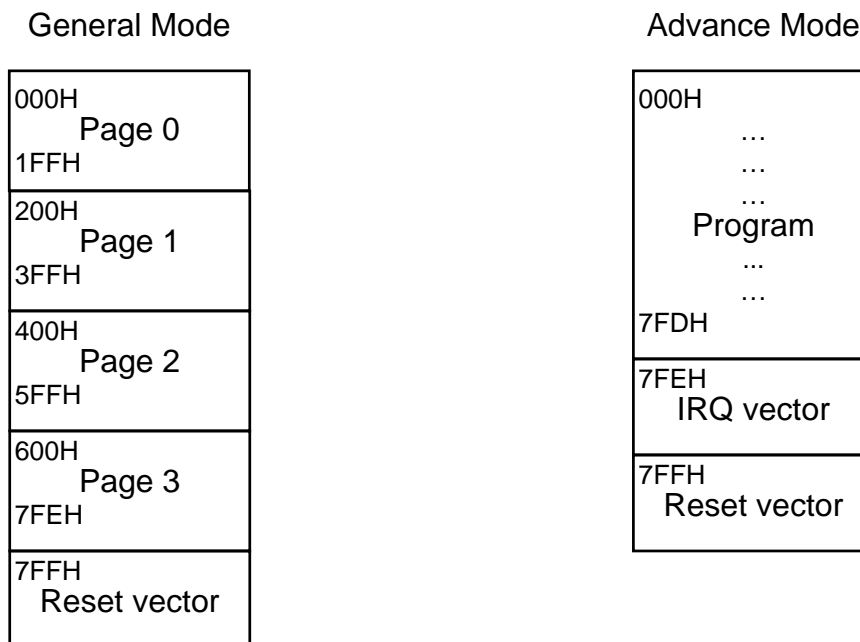 General Mode
000H
Page 0
1FFH
200H
Page 1
3FFH
400H
Page 2
5FFH
600H
Page 3
7FEH
7FFH
Reset vector
Advance Mode
000H
…
…
…
Program
...
…
7FDH
7FEH
IRQ vector
7FFH
Reset vector